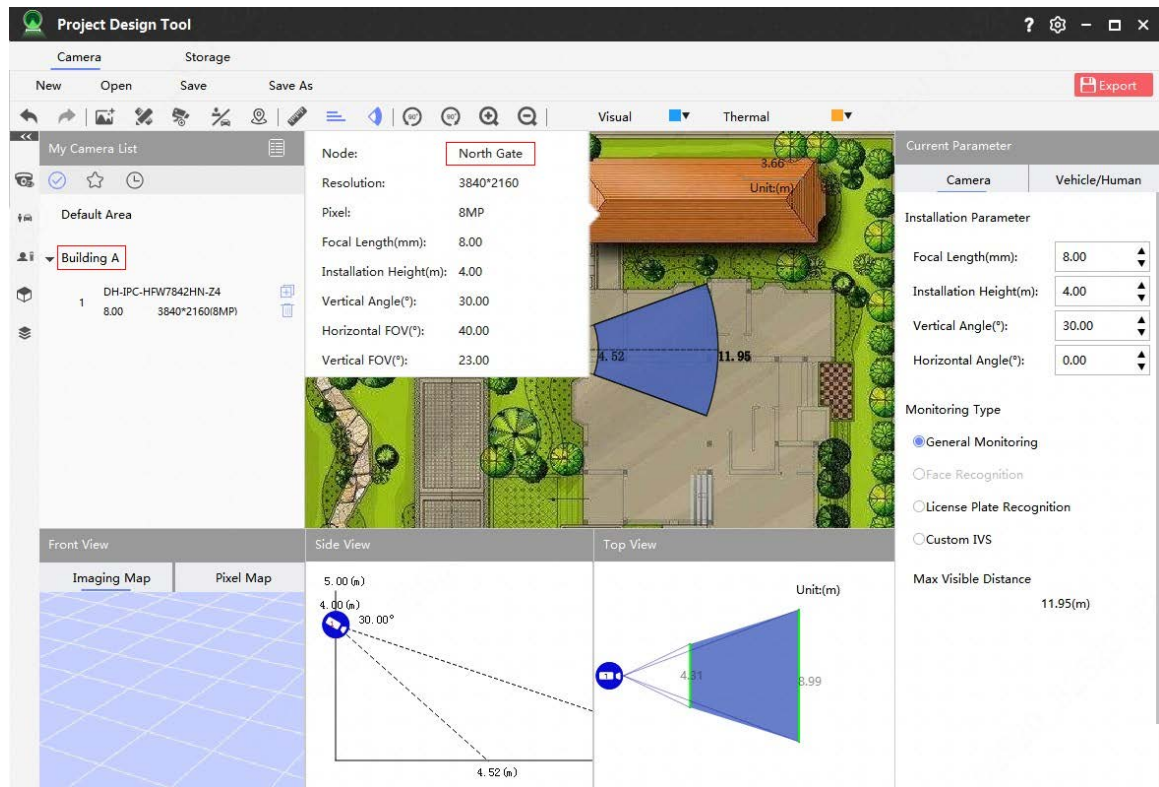 Project Design Tool
?
Camera Storage
New Open Save Save As Export
90° 90° Visual Thermal
<<
My Camera List
Default Area
Building A
1 DH-IPC-HFW7842HN-Z4
8.00 3840*2160(8MP)
Node: North Gate
Resolution: 3840*2160
Pixel: 8MP
Focal Length(mm): 8.00
Installation Height(m): 4.00
Vertical Angle(°): 30.00
Horizontal FOV(°): 40.00
Vertical FOV(°): 23.00
3.66
Unit:(m)
4.52 11.95
Current Parameter
Camera Vehicle/Human
Installation Parameter
Focal Length(mm): 8.00
Installation Height(m): 4.00
Vertical Angle(°): 30.00
Horizontal Angle(°): 0.00
Monitoring Type
General Monitoring
Face Recognition
License Plate Recognition
Custom IVS
Max Visible Distance
11.95(m)
Front View
Imaging Map Pixel Map
Side View
5.00(m)
4.00(m)
30.00°
1
4.52(m)
Top View
Unit:(m)
1
4.31
8.99